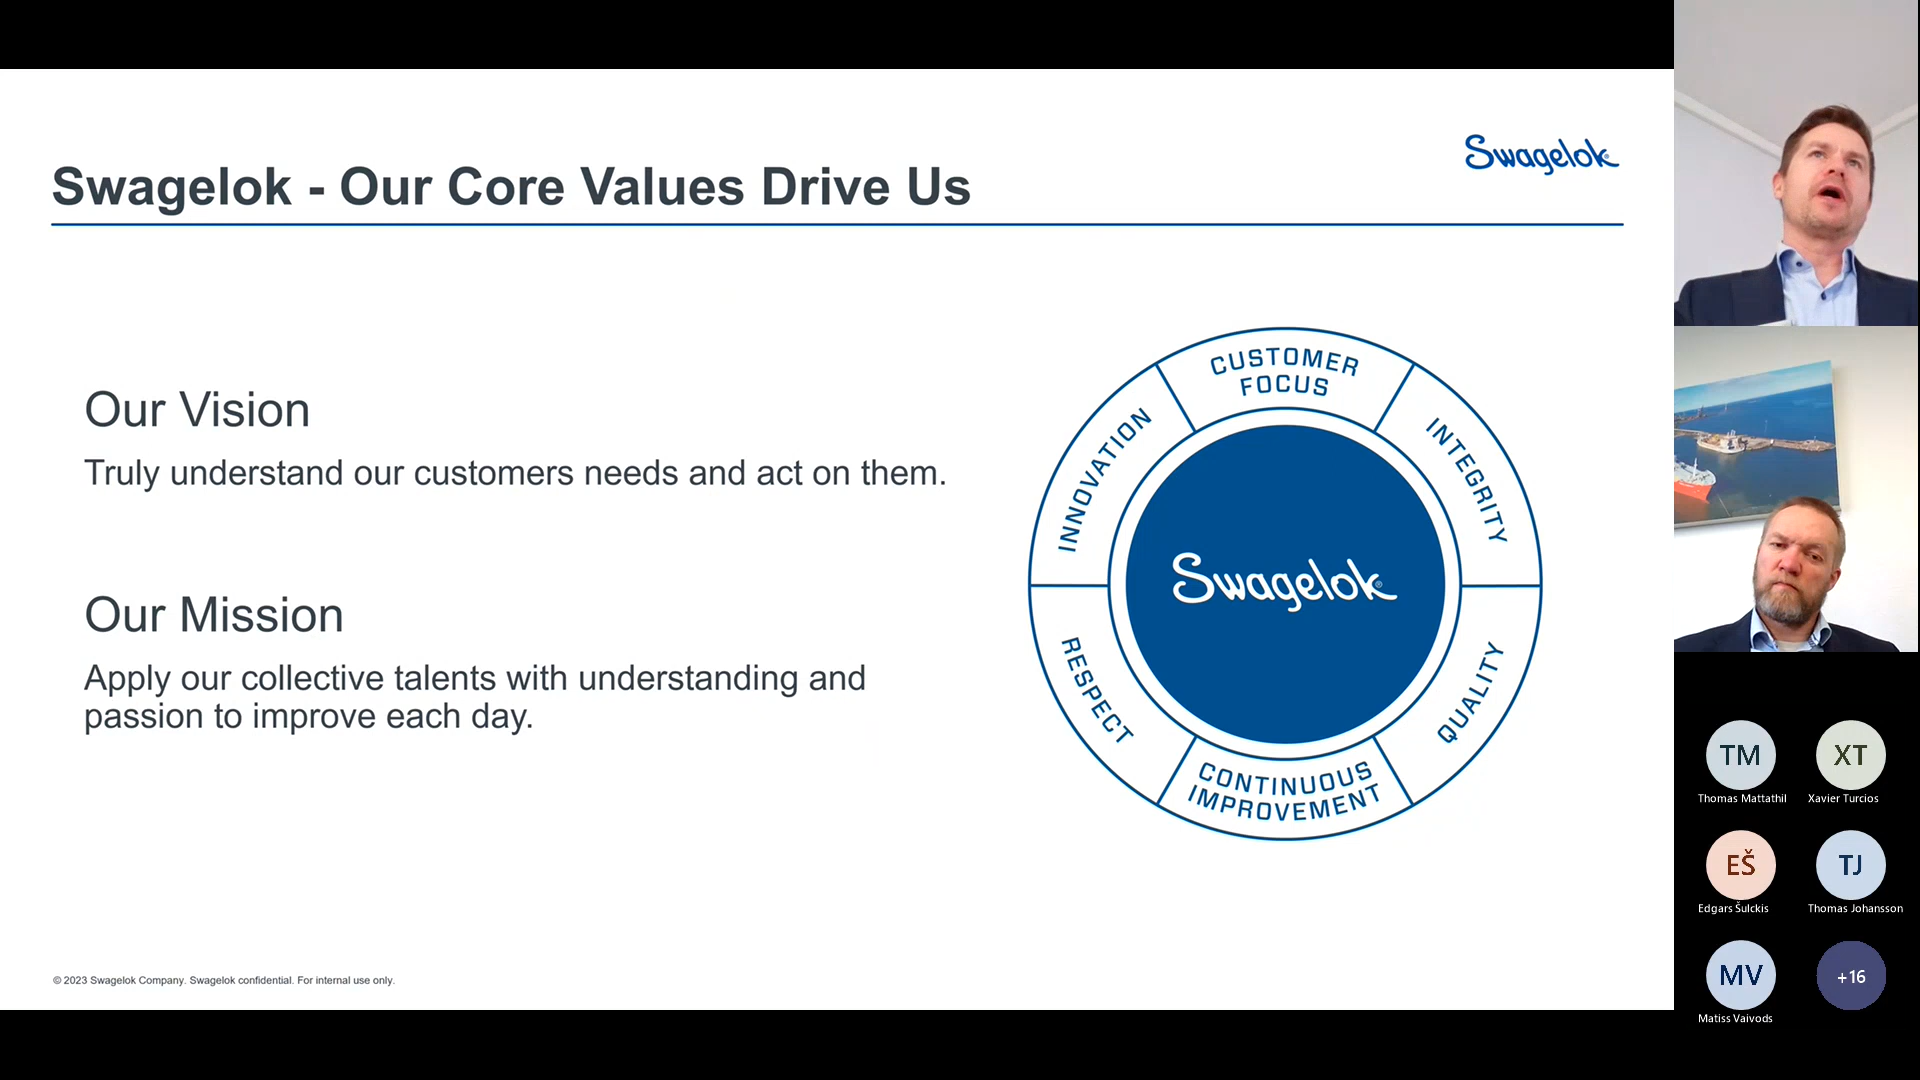 Swagelok
Swagelok - Our Core Values Drive Us
Our Vision
Truly understand our customers needs and act on them.
Our Mission
Apply our collective talents with understanding and
passion to improve each day.
CUSTOMER
FOCUS
INTEGRITY
QUALITY
CONTINUOUS
IMPROVEMENT
RESPECT
INNOVATION
Swagelok®
© 2023 Swagelok Company. Swagelok confidential. For internal use only.
TM
Thomas Mattathil
XT
Xavier Turcios
EŠ
Edgars Šulckis
TJ
Thomas Johansson
MV
Matiss Vaivods
+16